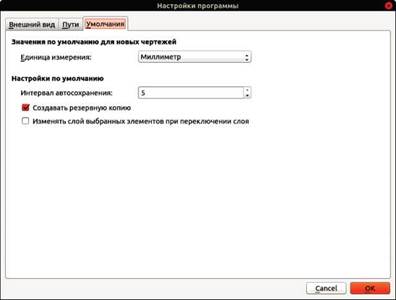 Настройки программы
Внешний вид Пути Умолчания
Значения по умолчанию для новых чертежей
Единица измерения: Миллиметр
Настройки по умолчанию
Интервал автосохранения: 5
Создавать резервную копию
Изменять слой выбранных элементов при переключении слоя
Cancel OK